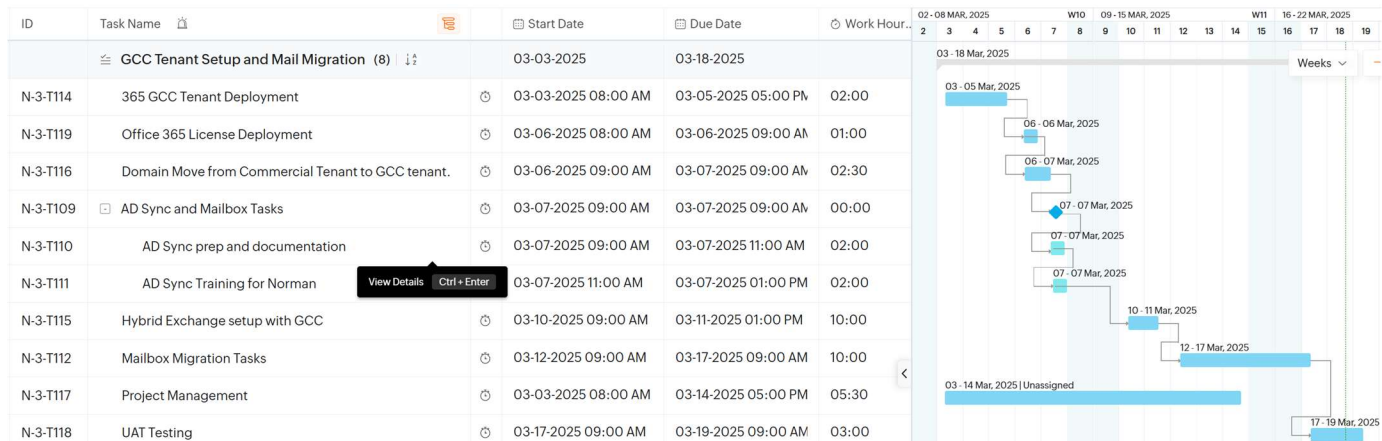 ID Task Name Start Date Due Date Work Hour..
02 - 08 MAR, 2025 W10 09 - 15 MAR, 2025 W11 16 - 22 MAR, 2025
2 3 4 5 6 7 8 9 10 11 12 13 14 15 16 17 18 19
GCC Tenant Setup and Mail Migration (8) 03-03-2025 03-18-2025
03 - 18 Mar, 2025
Weeks
N-3-T114 365 GCC Tenant Deployment 03-03-2025 08:00 AM 03-05-2025 05:00 PM 02:00
03 - 05 Mar, 2025
N-3-T119 Office 365 License Deployment 03-06-2025 08:00 AM 03-06-2025 09:00 AM 01:00
06 - 06 Mar, 2025
N-3-T116 Domain Move from Commercial Tenant to GCC tenant. 03-06-2025 09:00 AM 03-07-2025 09:00 AM 02:30
06 - 07 Mar, 2025
N-3-T109 AD Sync and Mailbox Tasks 03-07-2025 09:00 AM 03-07-2025 09:00 AM 00:00
07 - 07 Mar, 2025
N-3-T110 AD Sync prep and documentation 03-07-2025 09:00 AM 03-07-2025 11:00 AM 02:00
07 - 07 Mar, 2025
View Details Ctrl + Enter
N-3-T111 AD Sync Training for Norman 03-07-2025 11:00 AM 03-07-2025 01:00 PM 02:00
07 - 07 Mar, 2025
N-3-T115 Hybrid Exchange setup with GCC 03-10-2025 09:00 AM 03-11-2025 01:00 PM 10:00
10 - 11 Mar, 2025
N-3-T112 Mailbox Migration Tasks 03-12-2025 09:00 AM 03-17-2025 09:00 AM 10:00
12 - 17 Mar, 2025
N-3-T117 Project Management 03-03-2025 08:00 AM 03-14-2025 05:00 PM 05:30
03 - 14 Mar, 2025 | Unassigned
N-3-T118 UAT Testing 03-17-2025 09:00 AM 03-19-2025 09:00 AM 03:00
17 - 19 Mar, 2025